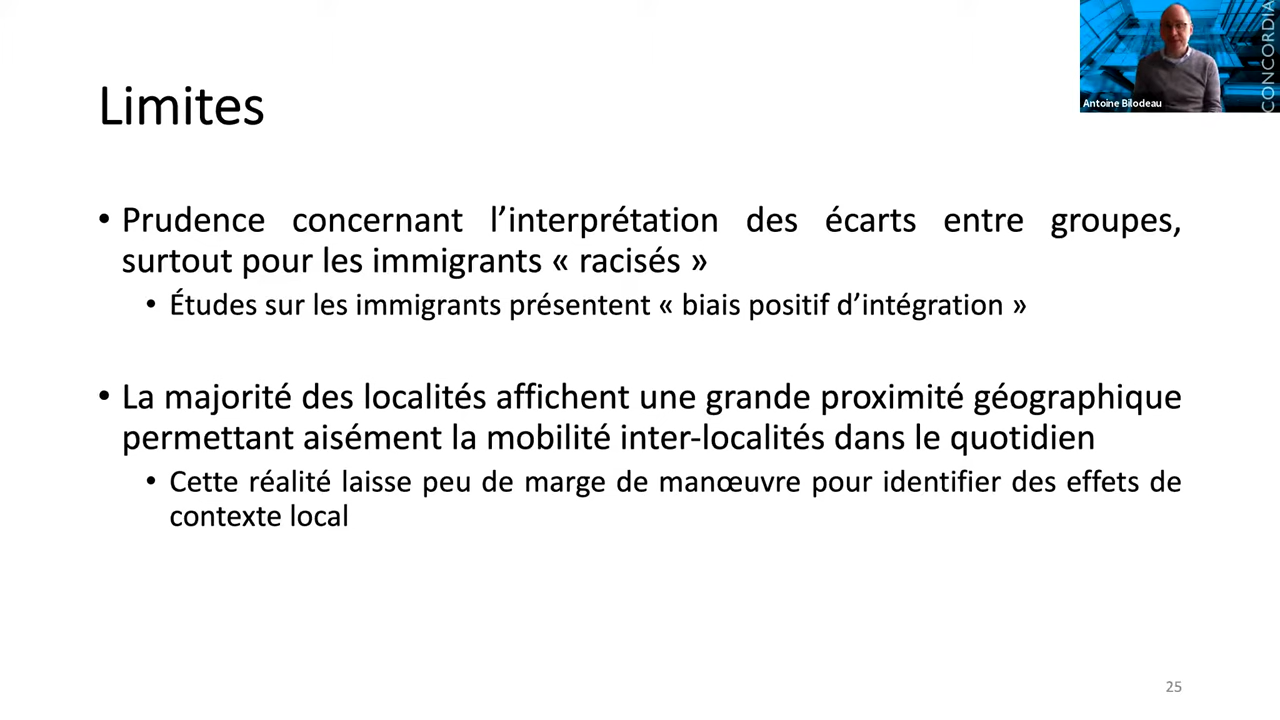 Limites
• Prudence concernant l’interprétation des écarts entre groupes,
surtout pour les immigrants « racisés »
• Études sur les immigrants présentent « biais positif d’intégration »
• La majorité des localités affichent une grande proximité géographique
permettant aisément la mobilité inter-localités dans le quotidien
• Cette réalité laisse peu de marge de manœuvre pour identifier des effets de
contexte local
25
Antoine Bilodeau
CONCORDIA